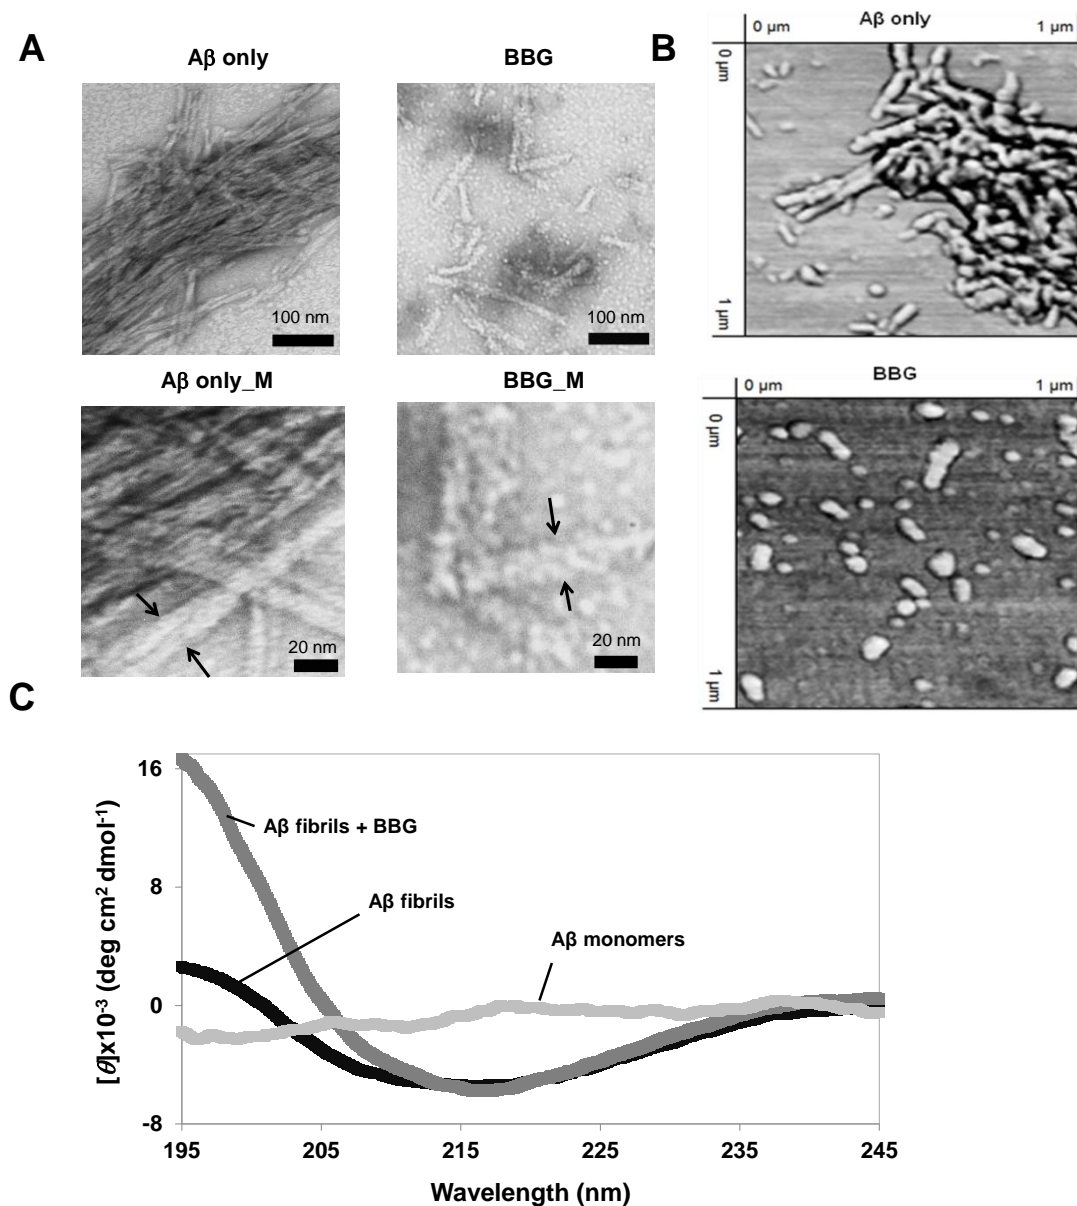 A
Aβ only
BBG
100 nm
100 nm
Aβ only_M
BBG_M
20 nm
20 nm
B
Aβ only
0 µm
1 µm
0 µm
1 µm
BBG
0 µm
1 µm
0 µm
1 µm
C
[θ]x10⁻³ (deg cm² dmol⁻¹)
16
8
0
-8
Aβ fibrils + BBG
Aβ fibrils
Aβ monomers
195
205
215
225
235
245
Wavelength (nm)